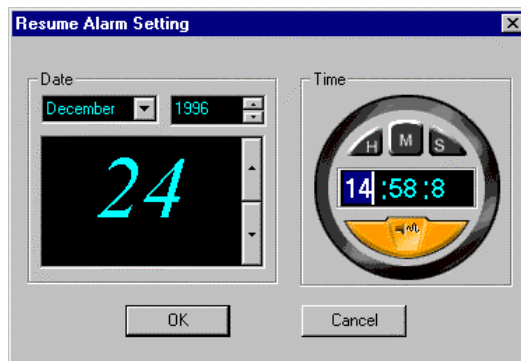 Resume Alarm Setting
Date
December
1996
24
Time
H M S
14:58:8
OK
Cancel